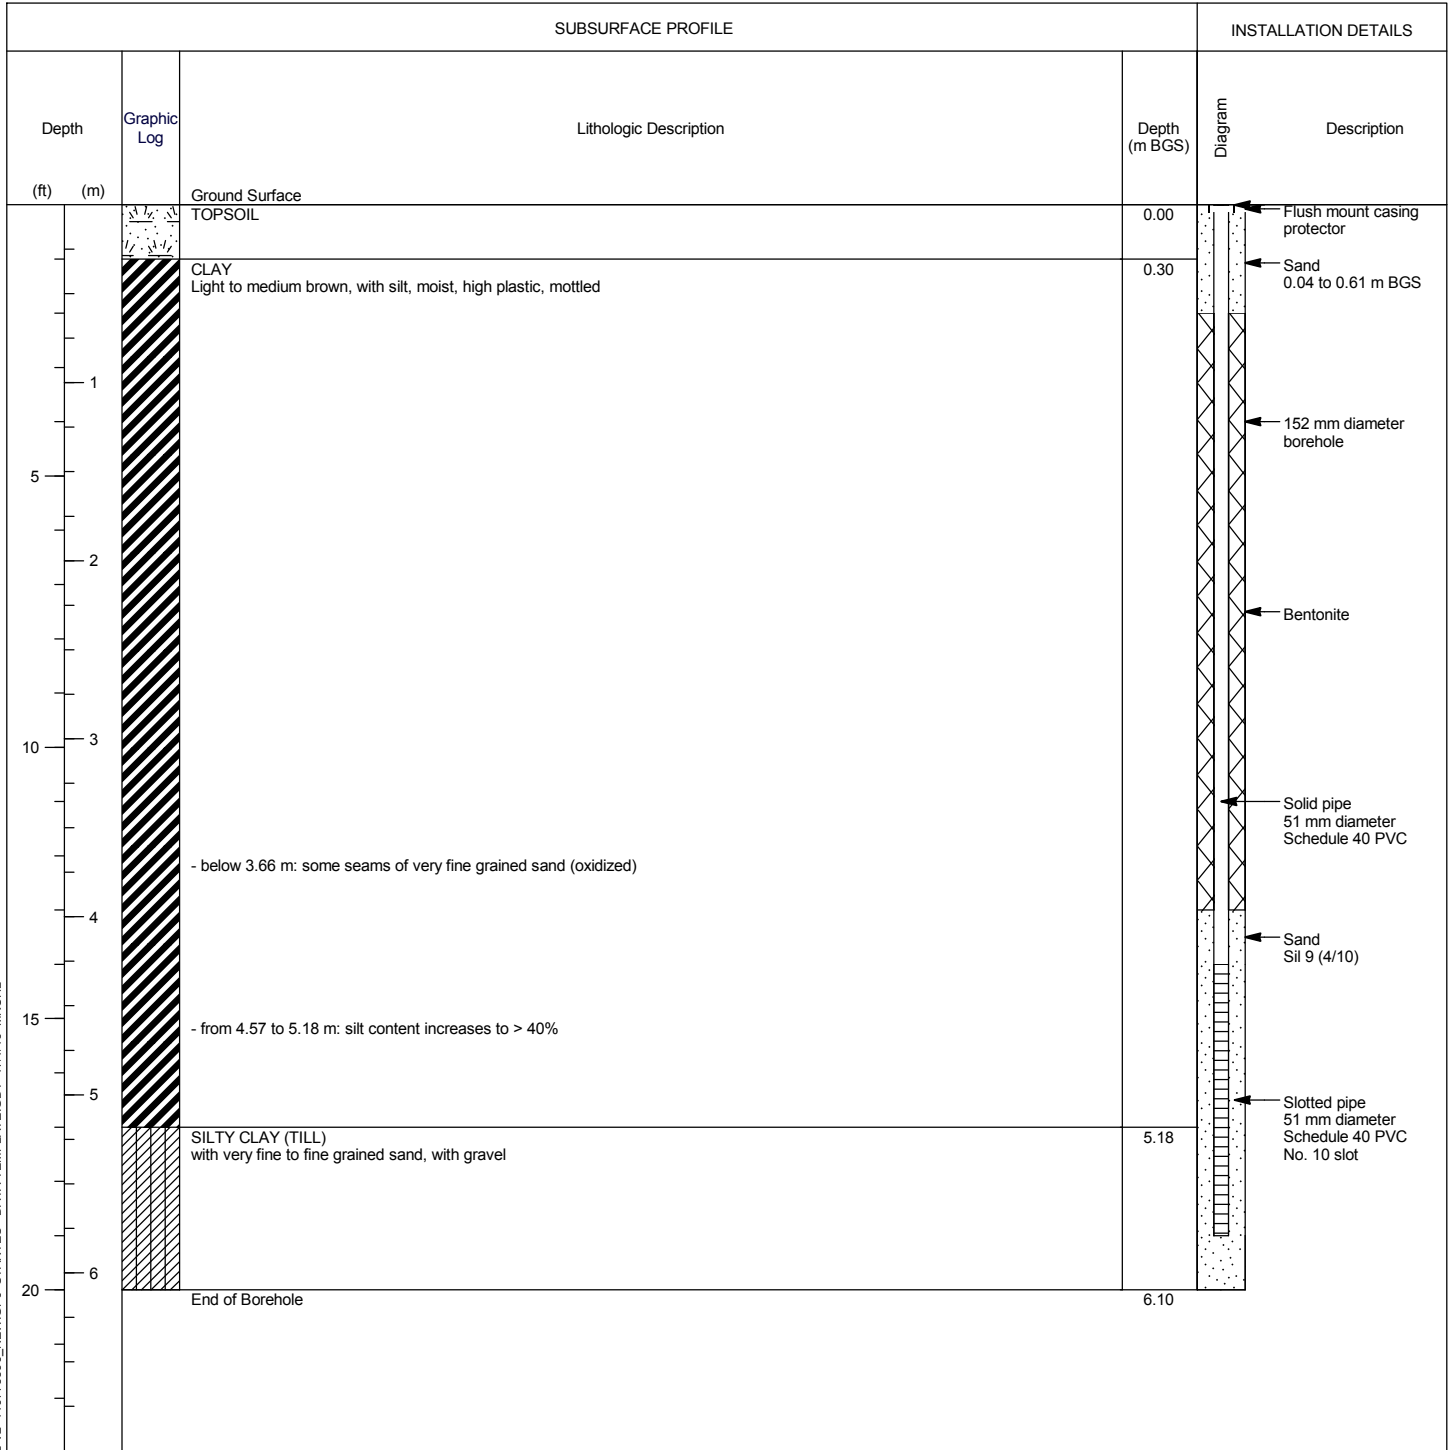 SUBSURFACE PROFILE
INSTALLATION DETAILS
Depth
Graphic
Log
Lithologic Description
Depth
(m BGS)
Diagram
Description
(ft)
(m)
Ground Surface
TOPSOIL
0.00
Flush mount casing
protector
CLAY
0.30
Light to medium brown, with silt, moist, high plastic, mottled
Sand
0.04 to 0.61 m BGS
1
152 mm diameter
borehole
5
2
Bentonite
10
3
Solid pipe
51 mm diameter
Schedule 40 PVC
- below 3.66 m: some seams of very fine grained sand (oxidized)
4
Sand
Sil 9 (4/10)
15
- from 4.57 to 5.18 m: silt content increases to > 40%
5
Slotted pipe
51 mm diameter
Schedule 40 PVC
No. 10 slot
SILTY CLAY (TILL)
5.18
with very fine to fine grained sand, with gravel
6
20
End of Borehole
6.10